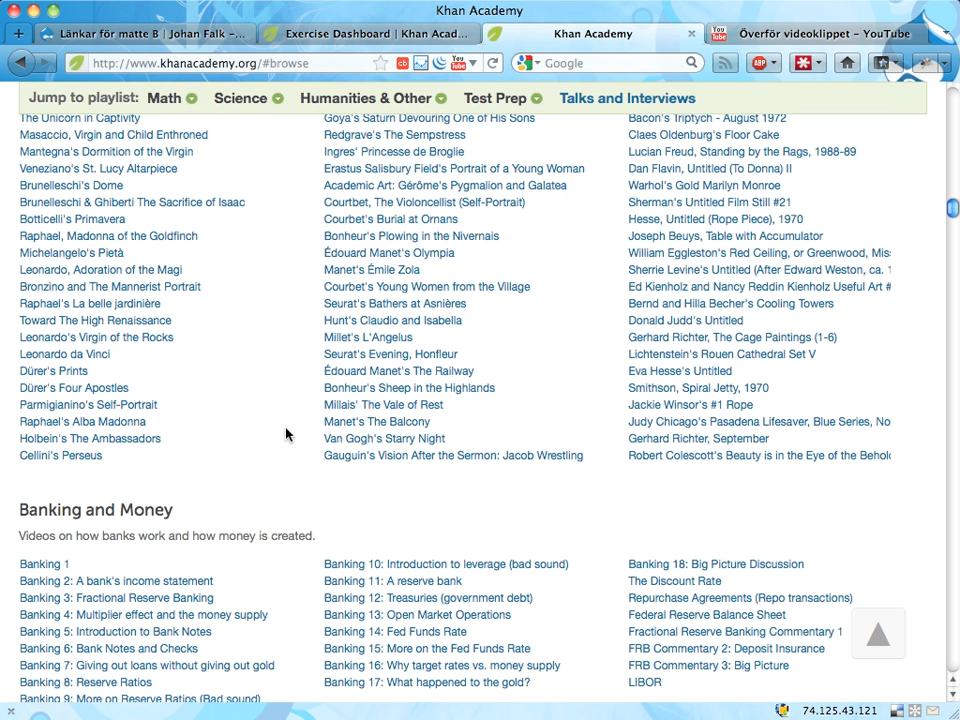 Khan Academy
Länkar för matte B | Johan Falk -...
Exercise Dashboard | Khan Acad...
Khan Academy
Överför videoklippet - YouTube
http://www.khanacademy.org/#browse
Google
Jump to playlist: Math Science Humanities & Other Test Prep Talks and Interviews
The Unicorn in Captivity
Masaccio, Virgin and Child Enthroned
Mantegna's Dormition of the Virgin
Veneziano's St. Lucy Altarpiece
Brunelleschi's Dome
Brunelleschi & Ghiberti The Sacrifice of Isaac
Botticelli's Primavera
Raphael, Madonna of the Goldfinch
Michelangelo's Pietà
Leonardo, Adoration of the Magi
Bronzino and The Mannerist Portrait
Raphael's La belle jardinière
Toward The High Renaissance
Leonardo's Virgin of the Rocks
Leonardo da Vinci
Dürer's Prints
Dürer's Four Apostles
Parmigianino's Self-Portrait
Raphael's Alba Madonna
Holbein's The Ambassadors
Cellini's Perseus
Goya's Saturn Devouring One of His Sons
Redgrave's The Sempstress
Ingres' Princesse de Broglie
Erastus Salisbury Field's Portrait of a Young Woman
Academic Art: Gérôme's Pygmalion and Galatea
Courtbet, The Violoncellist (Self-Portrait)
Courbet's Burial at Ornans
Bonheur's Plowing in the Nivernais
Édouard Manet's Olympia
Manet's Émile Zola
Courbet's Young Women from the Village
Seurat's Bathers at Asnières
Hunt's Claudio and Isabella
Millet's L'Angelus
Seurat's Evening, Honfleur
Édouard Manet's The Railway
Bonheur's Sheep in the Highlands
Millais' The Vale of Rest
Manet's The Balcony
Van Gogh's Starry Night
Gauguin's Vision After the Sermon: Jacob Wrestling
Bacon's Triptych - August 1972
Claes Oldenburg's Floor Cake
Lucian Freud, Standing by the Rags, 1988-89
Dan Flavin, Untitled (To Donna) II
Warhol's Gold Marilyn Monroe
Sherman's Untitled Film Still #21
Hesse, Untitled (Rope Piece), 1970
Joseph Beuys, Table with Accumulator
William Eggleston's Red Ceiling, or Greenwood, Mis
Sherrie Levine's Untitled (After Edward Weston, ca. 1
Ed Kienholz and Nancy Reddin Kienholz Useful Art #
Bernd and Hilla Becher's Cooling Towers
Donald Judd's Untitled
Gerhard Richter, The Cage Paintings (1-6)
Lichtenstein's Rouen Cathedral Set V
Eva Hesse's Untitled
Smithson, Spiral Jetty, 1970
Jackie Winsor's #1 Rope
Judy Chicago's Pasadena Lifesaver, Blue Series, No
Gerhard Richter, September
Robert Colescott's Beauty is in the Eye of the Behol
Banking and Money
Videos on how banks work and how money is created.
Banking 1
Banking 2: A bank's income statement
Banking 3: Fractional Reserve Banking
Banking 4: Multiplier effect and the money supply
Banking 5: Introduction to Bank Notes
Banking 6: Bank Notes and Checks
Banking 7: Giving out loans without giving out gold
Banking 8: Reserve Ratios
Banking 9: More on Reserve Ratios (Bad sound)
Banking 10: Introduction to leverage (bad sound)
Banking 11: A reserve bank
Banking 12: Treasuries (government debt)
Banking 13: Open Market Operations
Banking 14: Fed Funds Rate
Banking 15: More on the Fed Funds Rate
Banking 16: Why target rates vs. money supply
Banking 17: What happened to the gold?
Banking 18: Big Picture Discussion
The Discount Rate
Repurchase Agreements (Repo transactions)
Federal Reserve Balance Sheet
Fractional Reserve Banking Commentary 1
FRB Commentary 2: Deposit Insurance
FRB Commentary 3: Big Picture
LIBOR
74.125.43.121